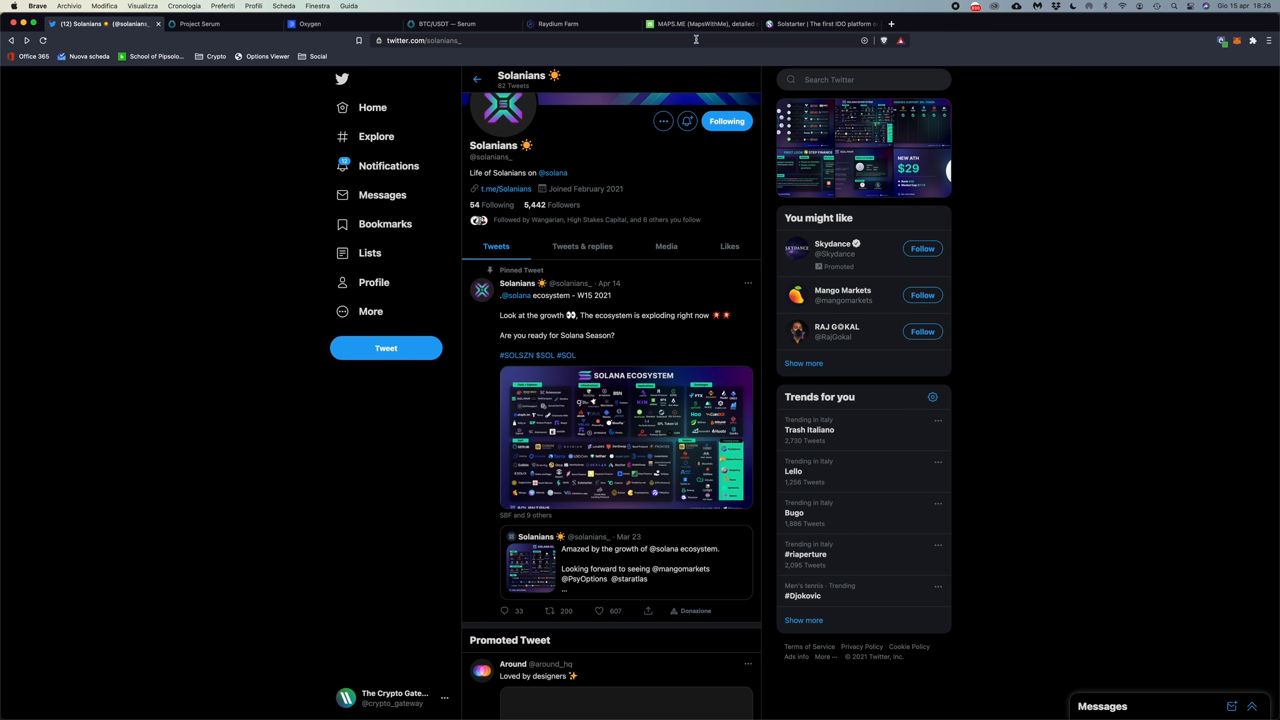 Brave Archivio Modifica Visualizza Cronologia Preferiti Profili Scheda Finestra Guida
Gio 15 apr 18:26
(12) Solanians ☀️ (@solanians_
Project Serum
Oxygen
BTC/USDT — Serum
Raydium Farm
MAPS.ME (MapsWithMe), detailed
Solstarter | The first IDO platform
twitter.com/solanians_
Office 365
Nuova scheda
School of Pipsolo...
Crypto
Options Viewer
Social
Home
Explore
12
Notifications
Messages
Bookmarks
Lists
Profile
More
Tweet
The Crypto Gate...
@crypto_gateway
Solanians ☀️
82 Tweets
Following
Solanians ☀️
@solanians_
Life of Solanians on @solana
t.me/Solanians Joined February 2021
54 Following 5,442 Followers
Followed by Wangarian, High Stakes Capital, and 6 others you follow
Tweets Tweets & replies Media Likes
Pinned Tweet
Solanians ☀️ @solanians_ · Apr 14
.@solana ecosystem - W15 2021
Look at the growth 👀, The ecosystem is exploding right now 💥 💥
Are you ready for Solana Season?
#SOLSZN $SOL #SOL
SOLANA ECOSYSTEM
SBF and 9 others
Solanians ☀️ @solanians_ · Mar 23
Amazed by the growth of @solana ecosystem.
Looking forward to seeing @mangomarkets
@PsyOptions @staratlas
...
33 200 607 Donazione
Promoted Tweet
Around @around_hq
Loved by designers ✨
Search Twitter
NEW ATH
$29
You might like
Skydance
@Skydance
Promoted
Follow
Mango Markets
@mangomarkets
Follow
RAJ G⚙KAL
@RajGokal
Follow
Show more
Trends for you
Trending in Italy
Trash Italiano
2,730 Tweets
Trending in Italy
Lello
1,256 Tweets
Trending in Italy
Bugo
1,886 Tweets
Trending in Italy
#riaperture
2,095 Tweets
Men's tennis · Trending
#Djokovic
Show more
Terms of Service Privacy Policy Cookie Policy
Ads info More ··· © 2021 Twitter, Inc.
Messages